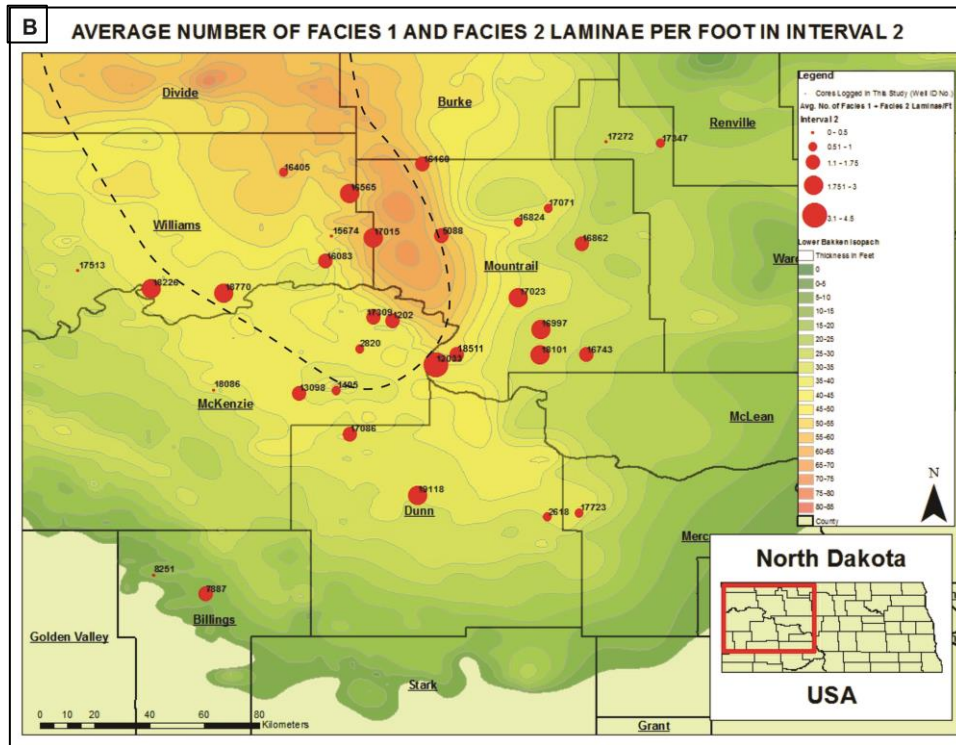 B
AVERAGE NUMBER OF FACIES 1 AND FACIES 2 LAMINAE PER FOOT IN INTERVAL 2
Divide
Burke
Renville
Williams
Mountrail
McKenzie
McLean
Dunn
Billings
Golden Valley
Stark
Grant
17272
17347
16405
16160
16565
17071
16824
15674
17015
5088
16862
16083
17513
18770
17023
17309
1202
16997
2820
18511
12033
18101
16743
18086
13098
1405
17086
19118
2618
17723
8251
7887
Legend
Cores Logged In This Study (Well ID No.)
Avg. No. of Facies 1 + Facies 2 Laminae/Ft
Interval 2
0 - 0.5
0.51 - 1
1.1 - 1.75
1.751 - 3
3.1 - 4.5
Lower Bakken Isopach
Thickness in Feet
0
0-5
5-10
10-15
15-20
20-25
25-30
30-35
35-40
40-45
45-50
50-55
55-60
60-65
65-70
70-75
75-80
80-85
County
N
North Dakota
USA
0 10 20 40 60 80
Kilometers